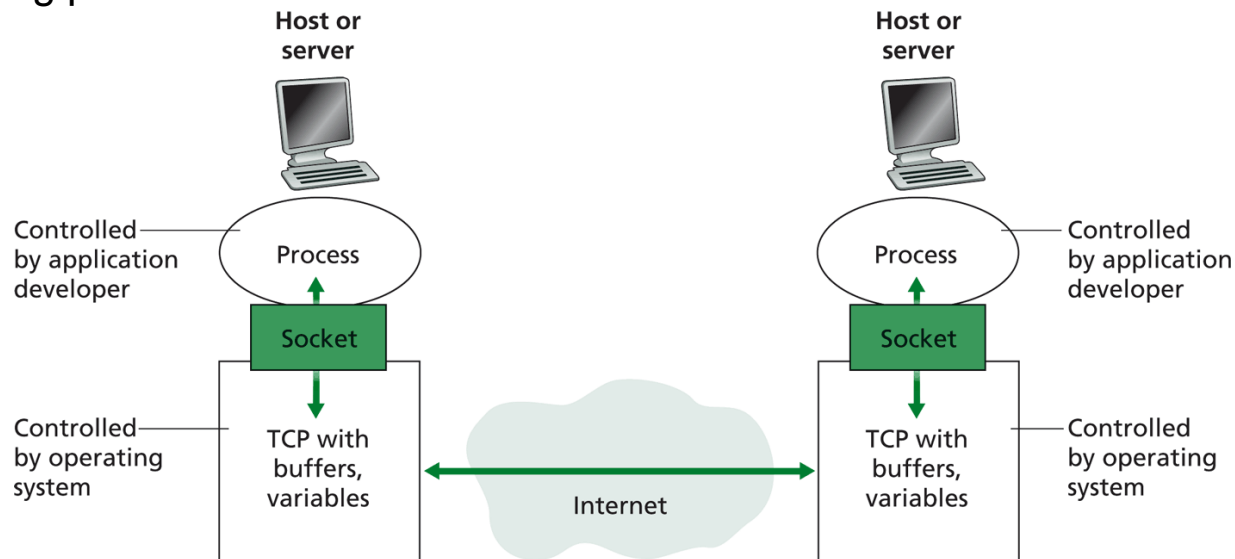 Host or
server
Host or
server
Controlled
by application
developer
Process
Process
Controlled
by application
developer
Socket
Socket
Controlled
by operating
system
TCP with
buffers,
variables
Internet
TCP with
buffers,
variables
Controlled
by operating
system